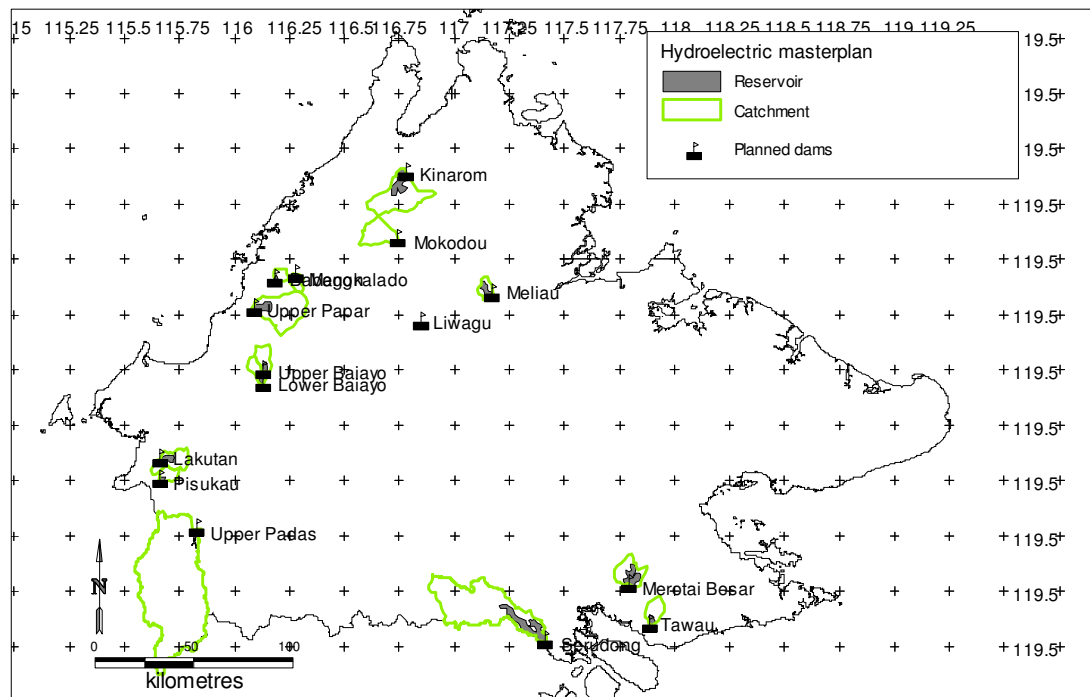 15 115.25 115.5 115.75 116 116.25 116.5 116.75 117 117.25 117.5 117.75 118 118.25 118.5 118.75 119 119.25 19.5
Hydroelectric masterplan
Reservoir
119.5
Catchment
19.5
Planned dams
Kinarom
119.5
Mokodou
Mangkalado
119.5
Meliau
Upper Papar
Liwagu
119.5
Upper Baiayo
119.5
Lower Baiayo
119.5
Lakutan
Pisukau
119.5
Upper Padas
119.5
N
Merotai Besar
119.5
Tawau
Serudong
119.5
0 50 100
kilometres